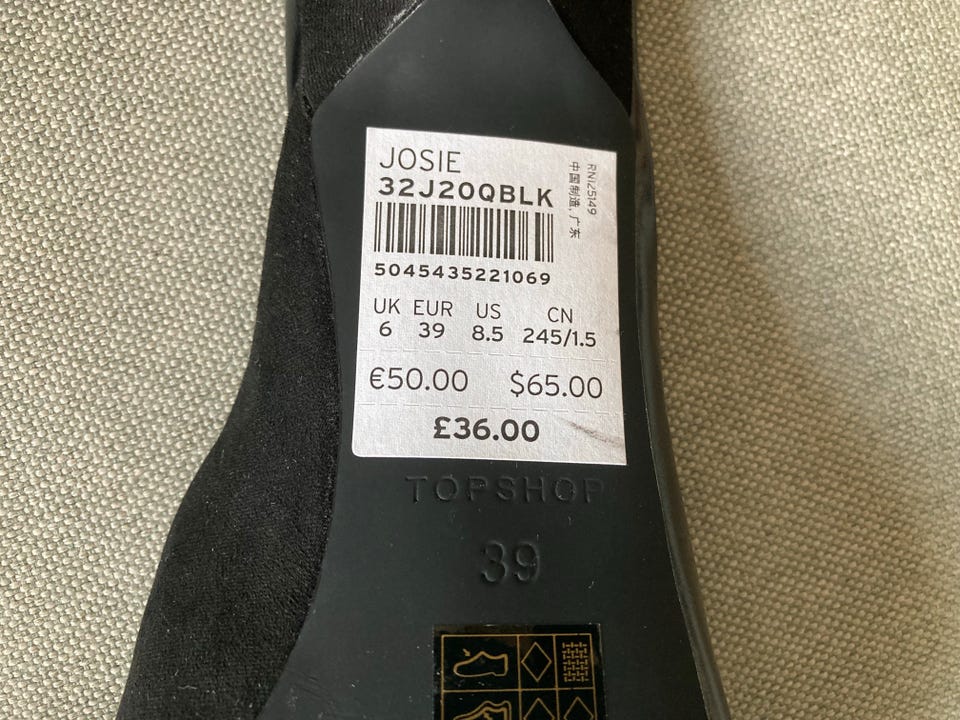 JOSIE
32J20QBLK
5045435221069
UK EUR US CN
6 39 8.5 245/1.5
€50.00 $65.00
£36.00
RN125149
中国制造, 广东
TOPSHOP
39